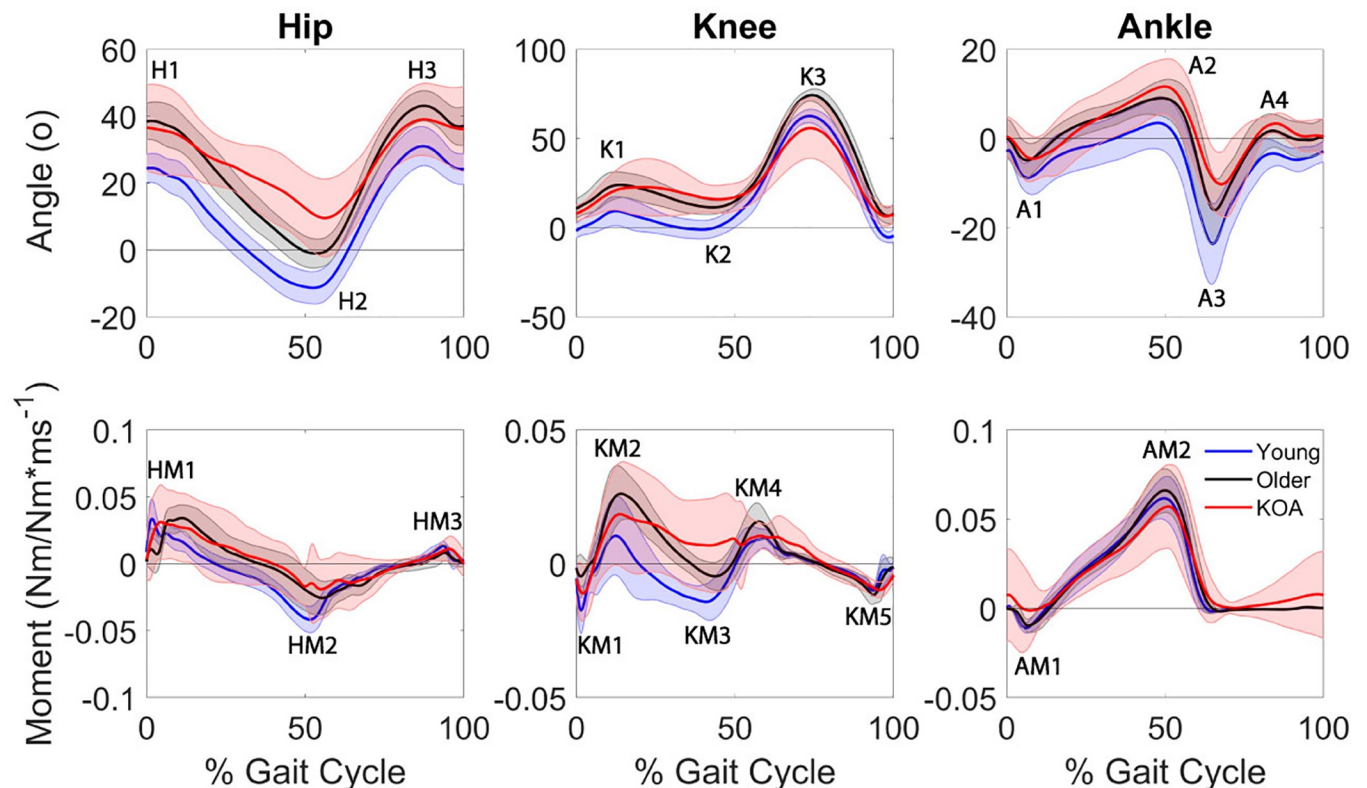 Hip
Knee
Ankle
Angle (o)
60
40
20
0
-20
H1
H2
H3
0
50
100
100
50
0
-50
K1
K2
K3
0
50
100
20
0
-20
-40
A1
A2
A3
A4
0
50
100
Moment (Nm/Nm*ms-1)
0.1
0.05
0
-0.05
-0.1
HM1
HM2
HM3
0
50
100
% Gait Cycle
0.05
0
-0.05
KM1
KM2
KM3
KM4
KM5
0
50
100
% Gait Cycle
0.1
0.05
0
-0.05
AM1
AM2
Young
Older
KOA
0
50
100
% Gait Cycle